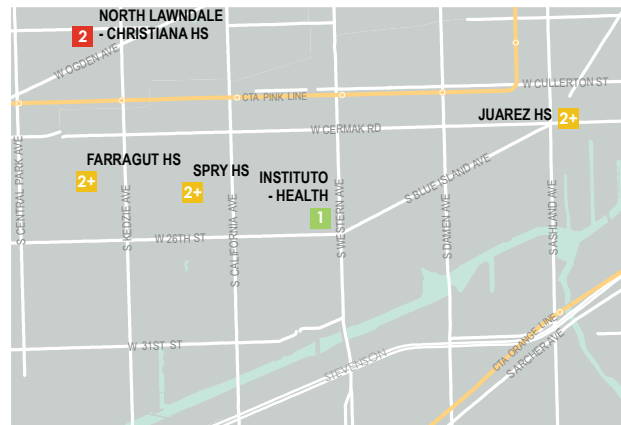 NORTH LAWNDALE
- CHRISTIANA HS
2
W OGDEN AVE
W CULLERTON ST
CTA PINK LINE
JUAREZ HS
2+
W CERMAK RD
FARRAGUT HS
2+
SPRY HS
2+
INSTITUTO
- HEALTH
1
S BLUE ISLAND AVE
S CENTRAL PARK AVE
S KEDZIE AVE
S CALIFORNIA AVE
S WESTERN AVE
S DAMEN AVE
S ASHLAND AVE
W 26TH ST
W 31ST ST
STEVENSON
CTA ORANGE LINE
S ARCHER AVE